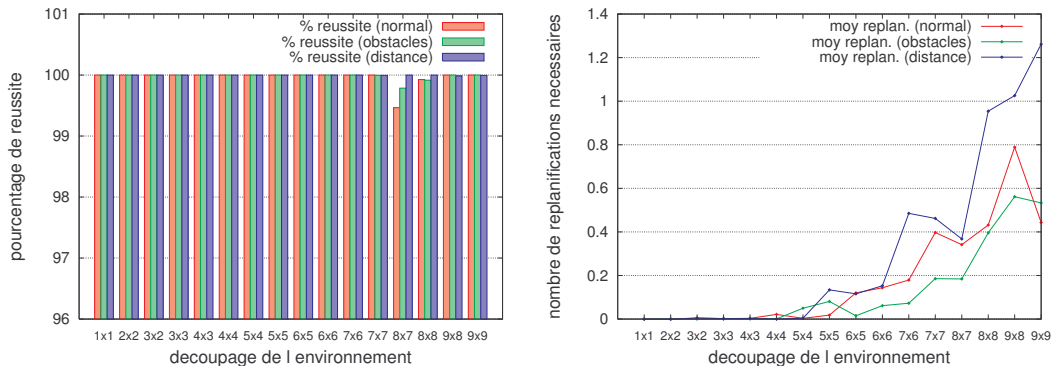 101
100
99
98
97
96
pourcentage de reussite
% reussite (normal)
% reussite (obstacles)
% reussite (distance)
1x1 2x2 3x2 3x3 4x3 4x4 5x4 5x5 6x5 6x6 7x6 7x7 8x7 8x8 9x8 9x9
decoupage de l environnement
1.4
1.2
1
0.8
0.6
0.4
0.2
0
nombre de replanifications necessaires
moy replan. (normal)
moy replan. (obstacles)
moy replan. (distance)
1x1 2x2 3x2 3x3 4x3 4x4 5x4 5x5 6x5 6x6 7x6 7x7 8x7 8x8 9x8 9x9
decoupage de l environnement